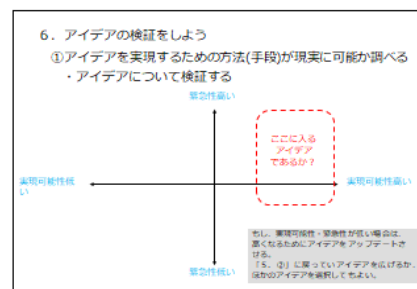 6．アイデアの検証をしよう
①アイデアを実現するための方法(手段)が現実に可能か調べる
・アイデアについて検証する
緊急性高い
ここに入る
アイデア
であるか？
実現可能性低
い
実現可能性高い
もし、実現可能性・緊急性が低い場合は、
高くなるためにアイデアをアップデートさ
せる。
「5．②」に戻っていアイデアを広げるか、
ほかのアイデアを選択してもよい。
緊急性低い